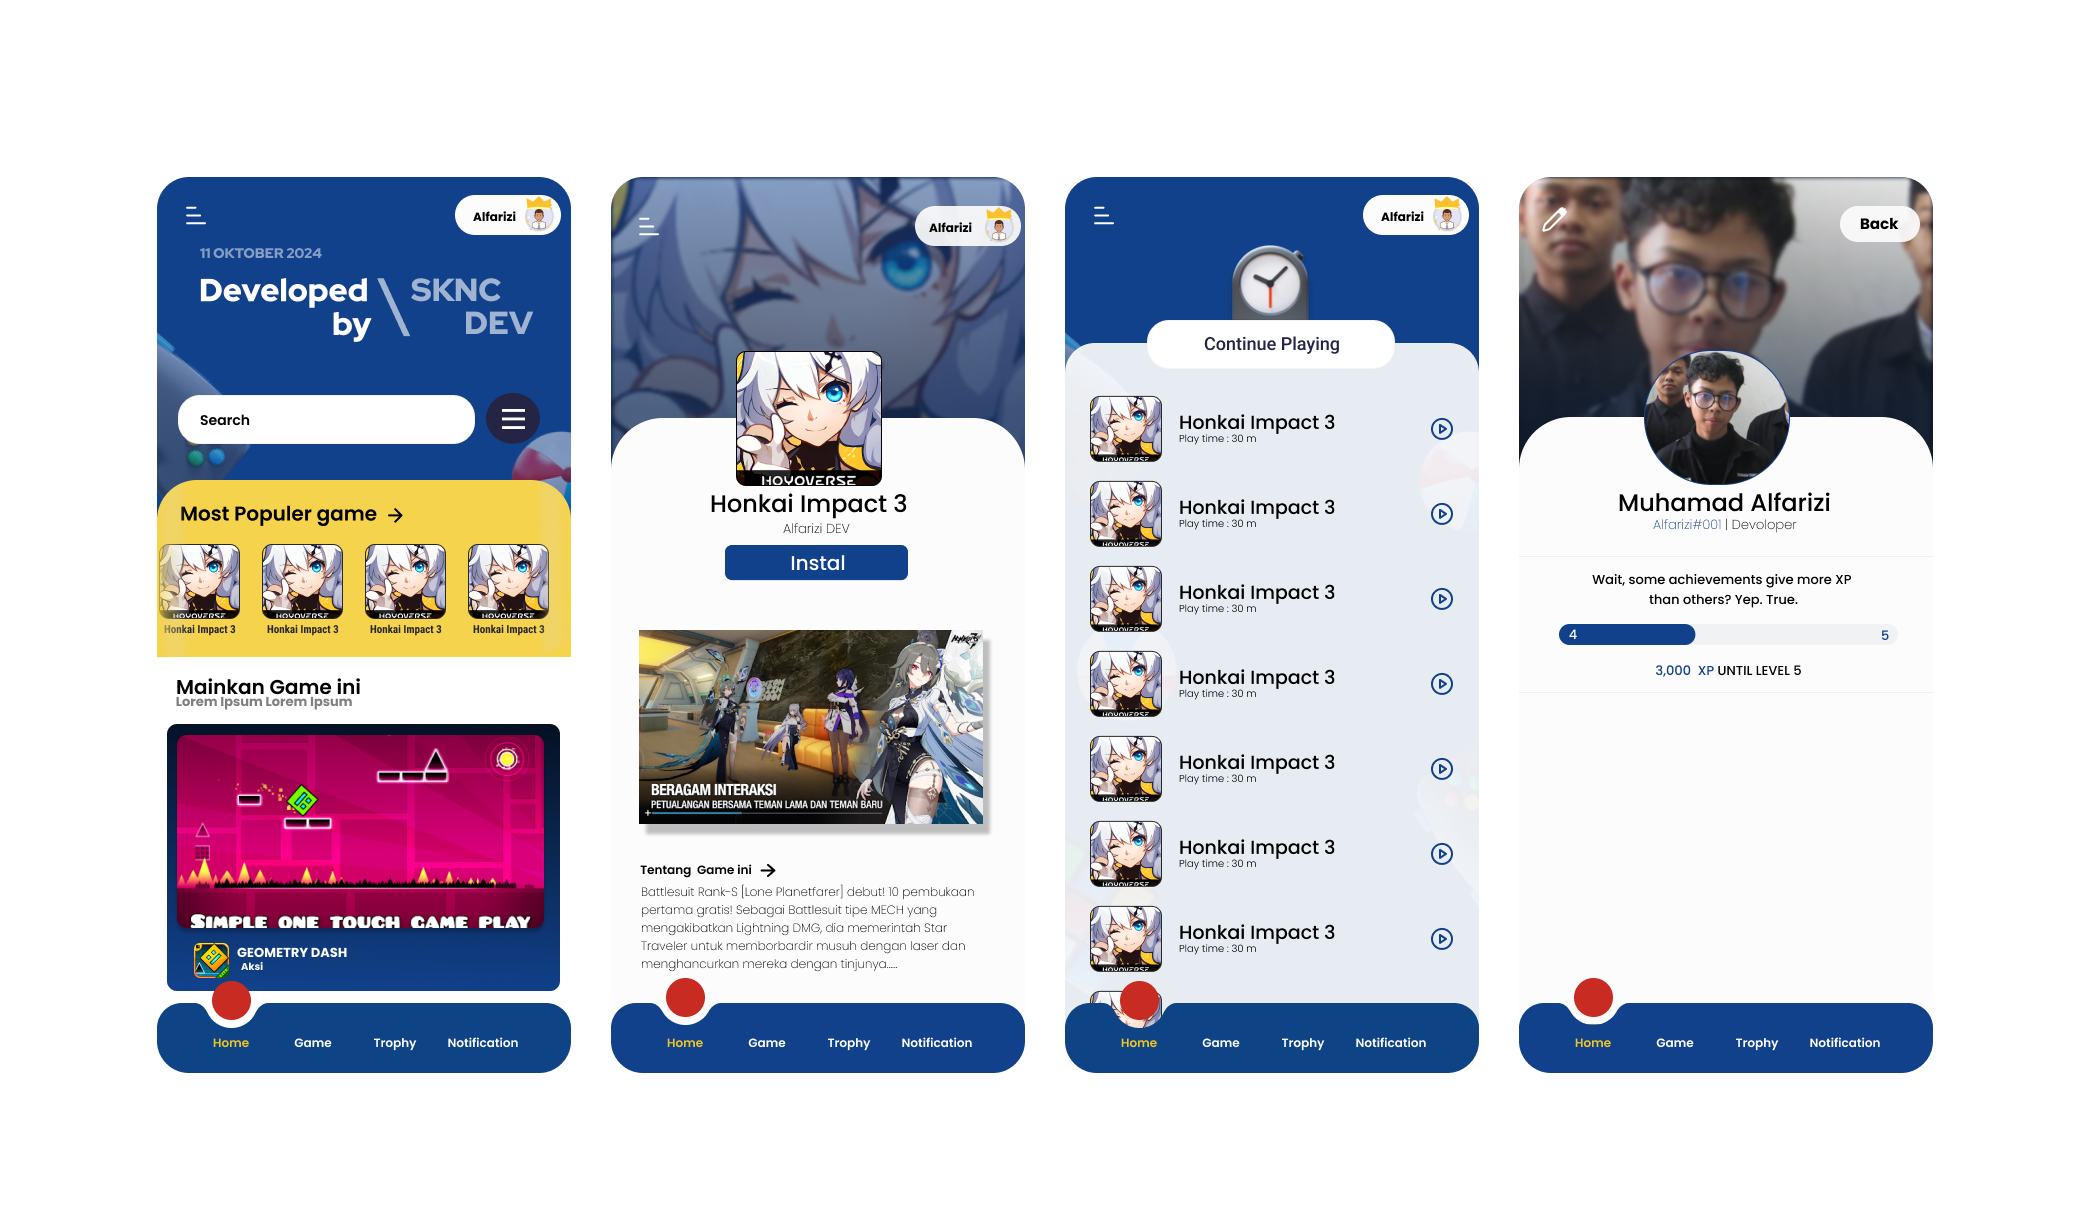 Alfarizi
11 OKTOBER 2024
Developed
by
SKNC
DEV
Search
Most Populer game
HOYOVERSE
HOYOVERSE
HOYOVERSE
HOYOVERSE
Honkai Impact 3
Honkai Impact 3
Honkai Impact 3
Honkai Impact 3
Mainkan Game ini
Lorem Ipsum Lorem Ipsum
SIMPLE ONE TOUCH GAME PLAY
GEOMETRY DASH
Aksi
Home
Game
Trophy
Notification
Alfarizi
HOYOVERSE
Honkai Impact 3
Alfarizi DEV
Instal
BERAGAM INTERAKSI
PETUALANGAN BERSAMA TEMAN LAMA DAN TEMAN BARU
Tentang Game ini
Battlesuit Rank-S [Lone Planetfarer] debut! 10 pembukaan
pertama gratis! Sebagai Battlesuit tipe MECH yang
mengakibatkan Lightning DMG, dia memerintah Star
Traveler untuk memborbardir musuh dengan laser dan
menghancurkan mereka dengan tinjunya.....
Home
Game
Trophy
Notification
Alfarizi
Continue Playing
HOYOVERSE
Honkai Impact 3
Play time : 30 m
HOYOVERSE
Honkai Impact 3
Play time : 30 m
HOYOVERSE
Honkai Impact 3
Play time : 30 m
HOYOVERSE
Honkai Impact 3
Play time : 30 m
HOYOVERSE
Honkai Impact 3
Play time : 30 m
HOYOVERSE
Honkai Impact 3
Play time : 30 m
HOYOVERSE
Honkai Impact 3
Play time : 30 m
Home
Game
Trophy
Notification
Back
Muhamad Alfarizi
Alfarizi#001 | Devoloper
Wait, some achievements give more XP
than others? Yep. True.
4
5
3,000 XP UNTIL LEVEL 5
Home
Game
Trophy
Notification